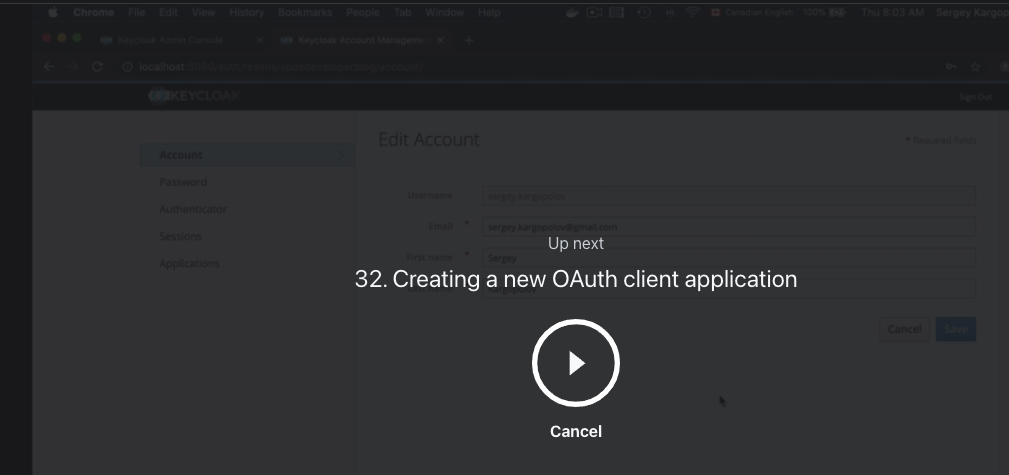 Chrome File Edit View History Bookmarks People Tab Window Help Canadian English 100% Thu 8:03 AM Sergey Kargop
Keycloak Admin Console Keycloak Account Managem
localhost
KEYCLOAK Sign Out
Edit Account
* Required fields
Account
Password
Authenticator
Sessions
Applications
Username sergey.kargopolov
Email * sergey.kargopolov@gmail.com
First name * Sergey
Up next
32. Creating a new OAuth client application
Cancel Save
Cancel